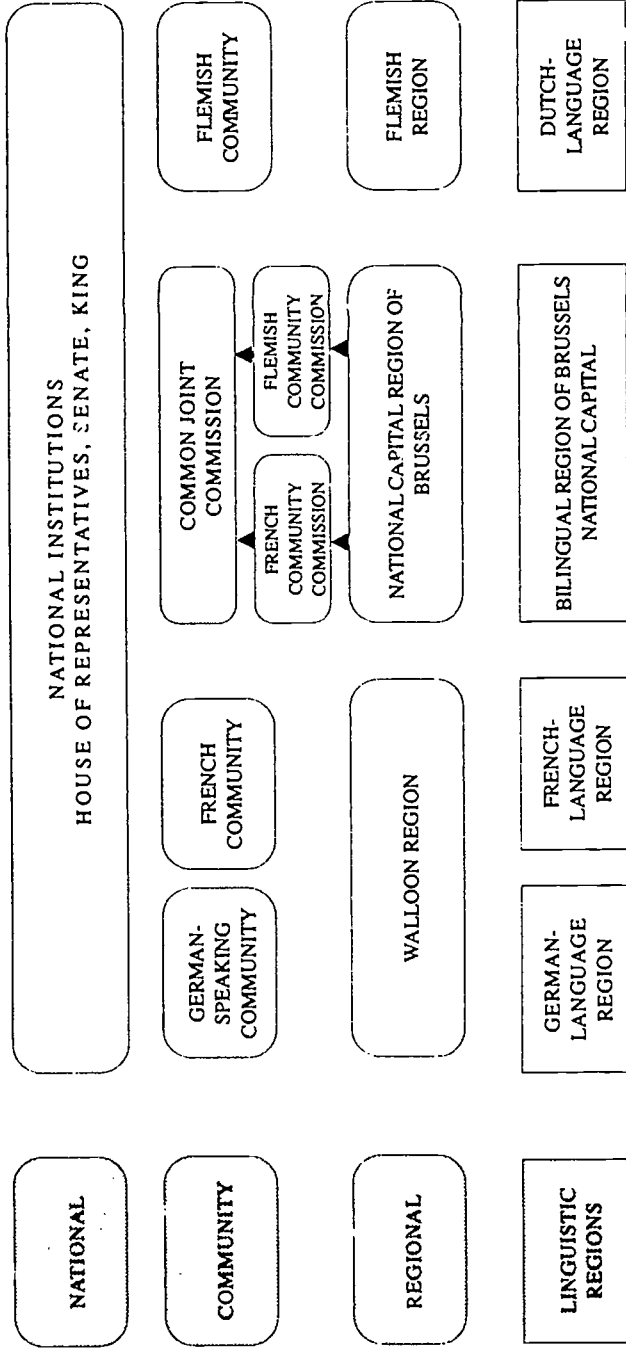 NATIONAL
NATIONAL INSTITUTIONS
HOUSE OF REPRESENTATIVES, SENATE, KING
COMMUNITY
GERMAN-
SPEAKING
COMMUNITY
FRENCH
COMMUNITY
COMMON JOINT
COMMISSION
FRENCH
COMMUNITY
COMMISSION
FLEMISH
COMMUNITY
COMMISSION
FLEMISH
COMMUNITY
REGIONAL
WALLOON REGION
NATIONAL CAPITAL REGION OF
BRUSSELS
FLEMISH
REGION
LINGUISTIC
REGIONS
GERMAN-
LANGUAGE
REGION
FRENCH-
LANGUAGE
REGION
BILINGUAL REGION OF BRUSSELS
NATIONAL CAPITAL
DUTCH-
LANGUAGE
REGION